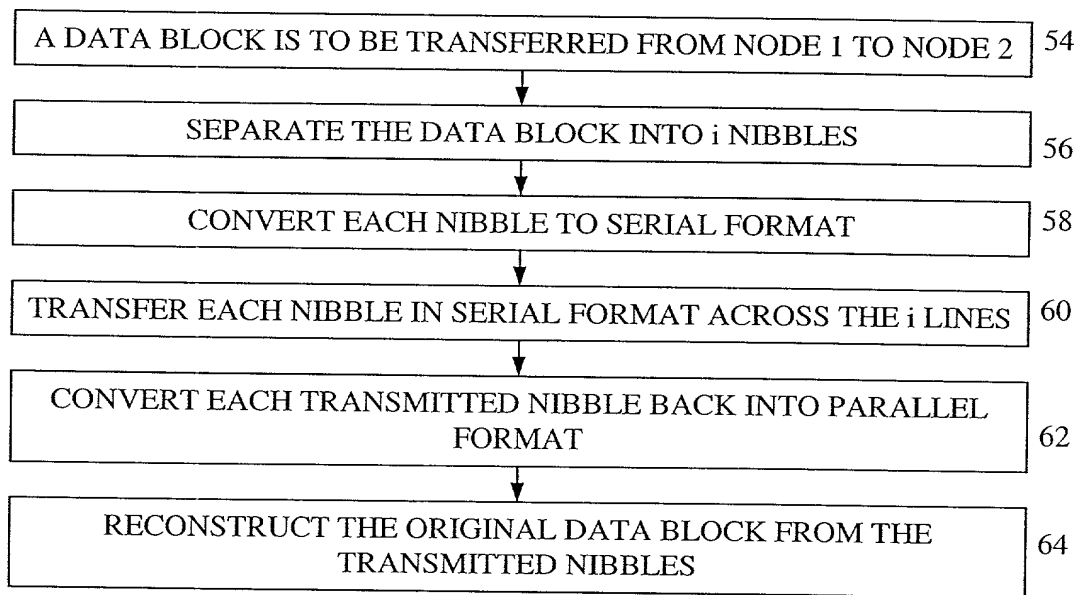 A DATA BLOCK IS TO BE TRANSFERRED FROM NODE 1 TO NODE 2 54
SEPARATE THE DATA BLOCK INTO i NIBBLES 56
CONVERT EACH NIBBLE TO SERIAL FORMAT 58
TRANSFER EACH NIBBLE IN SERIAL FORMAT ACROSS THE i LINES 60
CONVERT EACH TRANSMITTED NIBBLE BACK INTO PARALLEL
FORMAT 62
RECONSTRUCT THE ORIGINAL DATA BLOCK FROM THE
TRANSMITTED NIBBLES 64